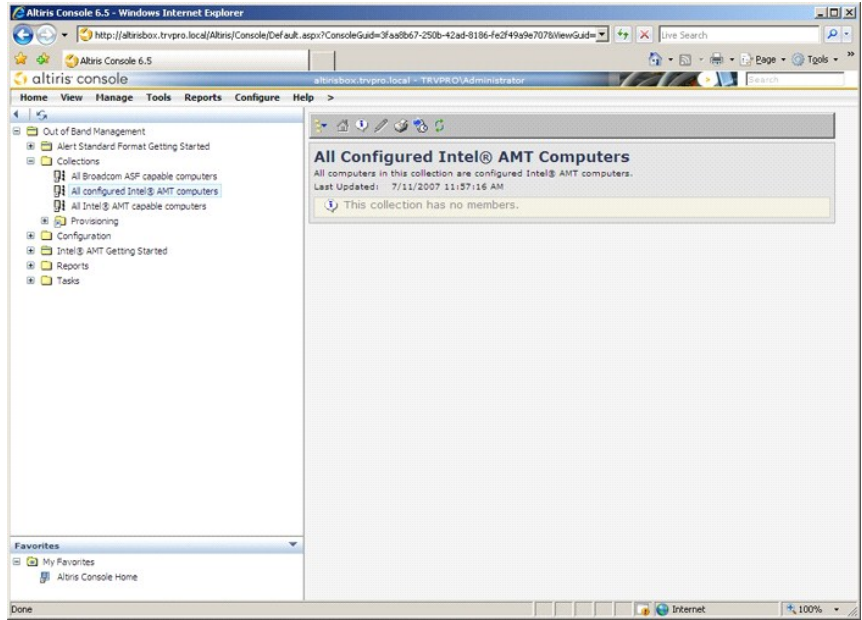 Altiris Console 6.5 - Windows Internet Explorer
http://altirisbox.trvpro.local/Altiris/Console/Default.aspx?ConsoleGuid=3faa8b67-250b-42ad-8186-fe2f49a9e707&ViewGuid=
Live Search
Altiris Console 6.5
Page
Tools
altiris console
altirisbox.trvpro.local - TRVPRO\Administrator
Search
Home View Manage Tools Reports Configure Help >
Out of Band Management
Alert Standard Format Getting Started
Collections
All Broadcom ASF capable computers
All configured Intel® AMT computers
All Intel® AMT capable computers
Provisioning
Configuration
Intel® AMT Getting Started
Reports
Tasks
All Configured Intel® AMT Computers
All computers in this collection are configured Intel® AMT computers.
Last Updated: 7/11/2007 11:57:16 AM
This collection has no members.
Favorites
My Favorites
Altiris Console Home
Done
Internet
100%